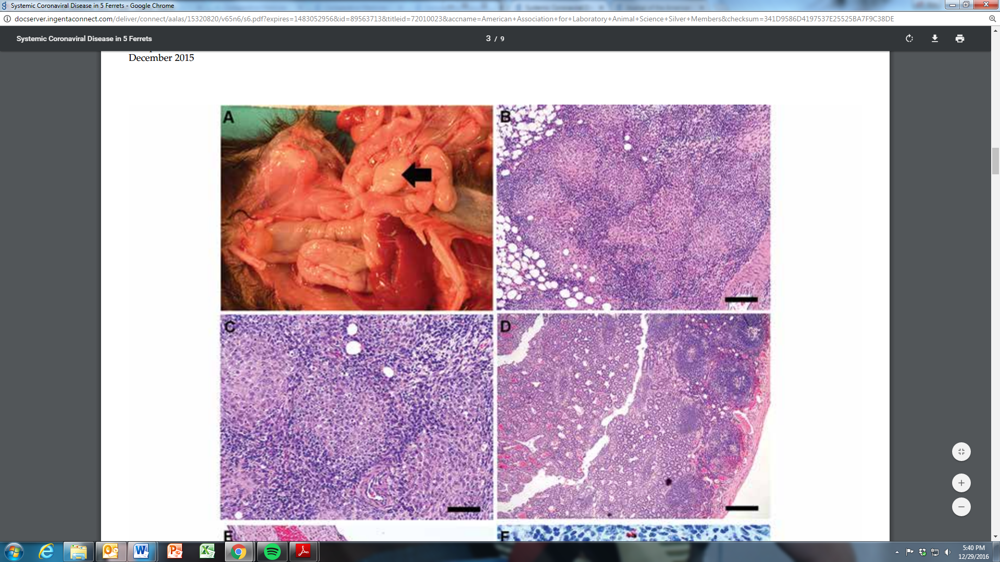 Systemic Coronaviral Disease in 5 Ferrets - Google Chrome
docserver.ingentaconnect.com/deliver/connect/aalas/15320820/v65n6/s6.pdf?expires=1483052956&id=89563713&titleid=72010023&accname=American+Association+for+Laboratory+Animal+Science+Silver+Members&checksum=341D9586D4197537E25525BA7F9C38DE
Systemic Coronaviral Disease in 5 Ferrets
3 / 9
December 2015
A
B
C
D
E
F
5:40 PM
12/29/2016